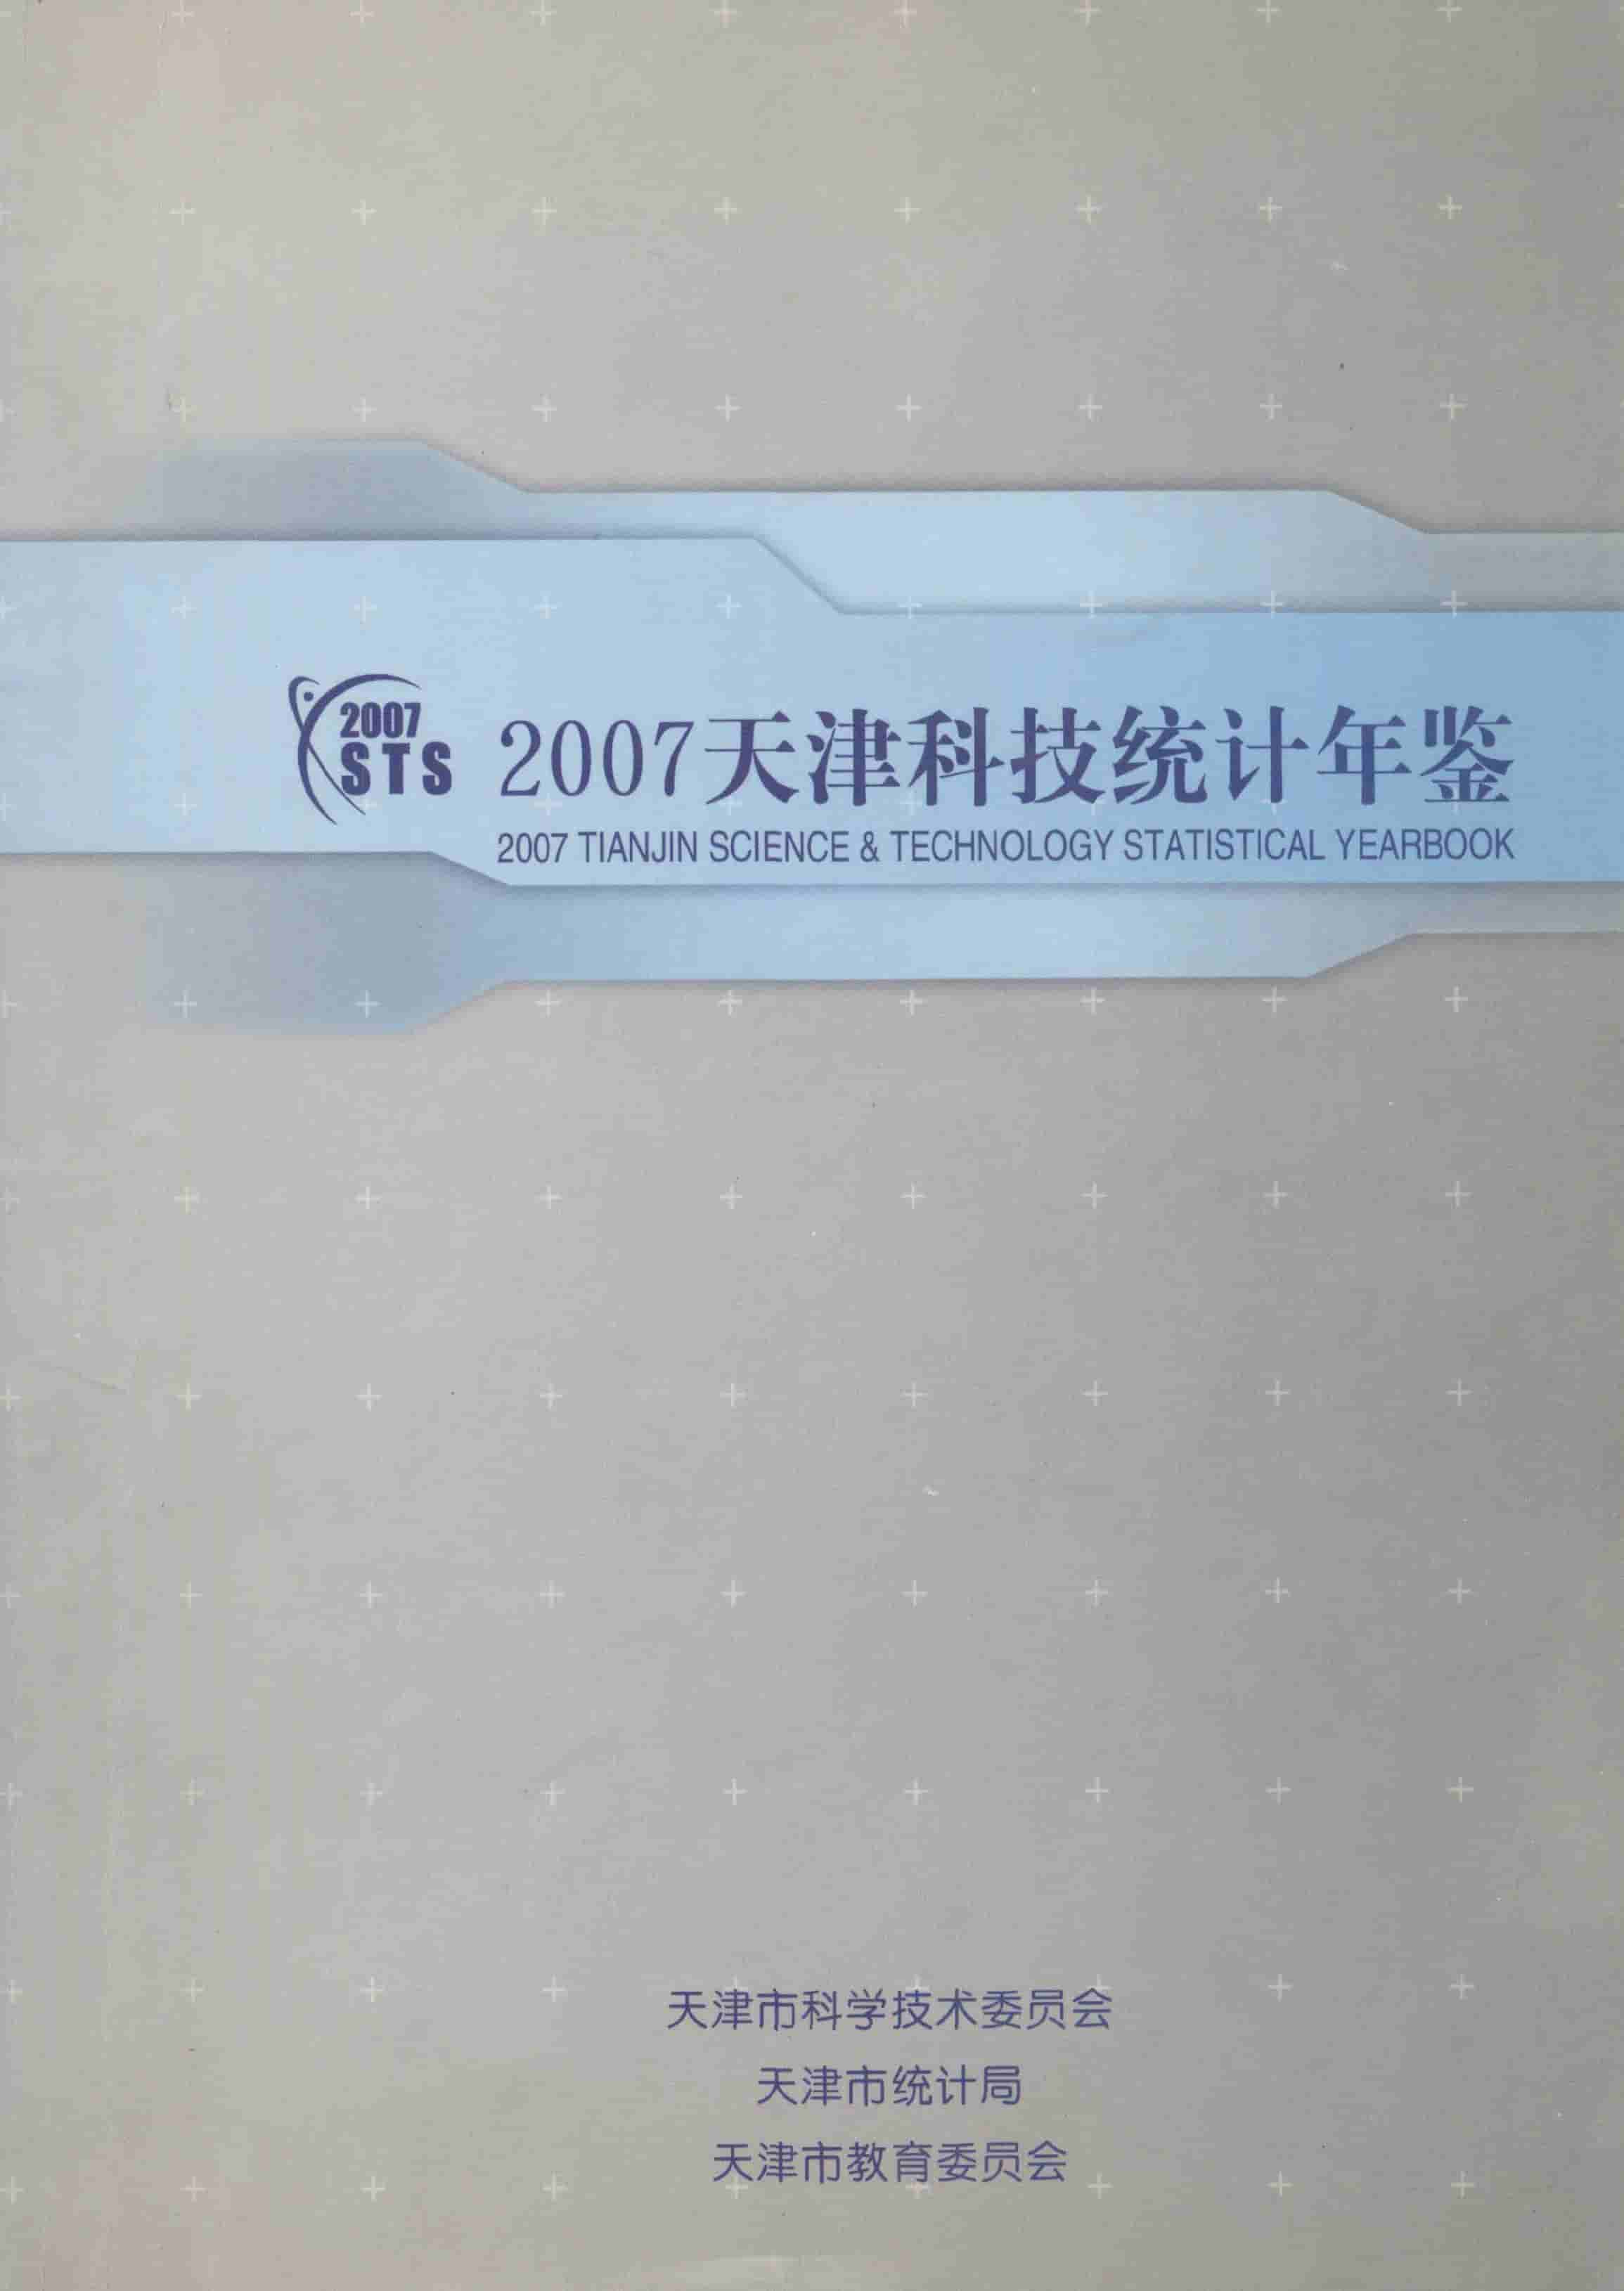 2007
STS
2007天津科技统计年鉴
2007 TIANJIN SCIENCE & TECHNOLOGY STATISTICAL YEARBOOK
天津市科学技术委员会
天津市统计局
天津市教育委员会